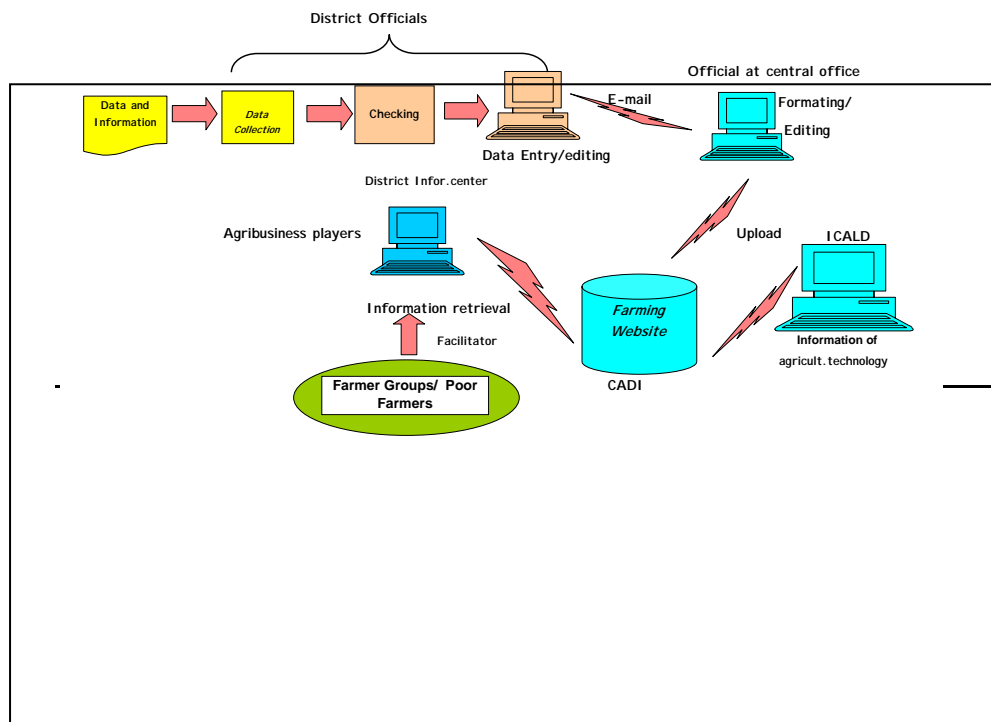 District Officials
Official at central office
Data and
Information
Data
Collection
Checking
E-mail
Formating/
Editing
Data Entry/editing
District Infor.center
Agribusiness players
Upload
ICALD
Information retrieval
Farming
Website
Facilitator
Information of
agricult.technology
CADI
Farmer Groups/ Poor
Farmers